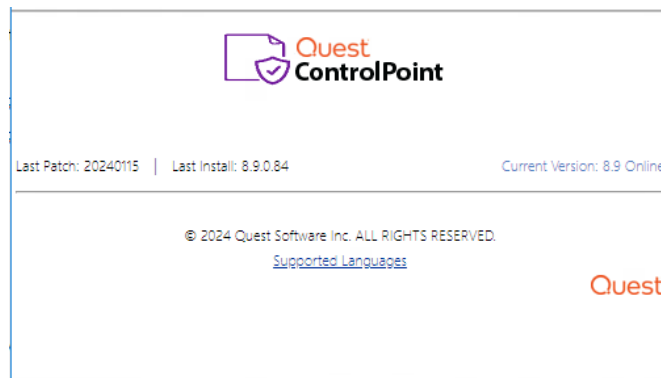 Quest
ControlPoint
Last Patch: 20240115 | Last Install: 8.9.0.84 Current Version: 8.9 Online
© 2024 Quest Software Inc. ALL RIGHTS RESERVED.
Supported Languages
Quest